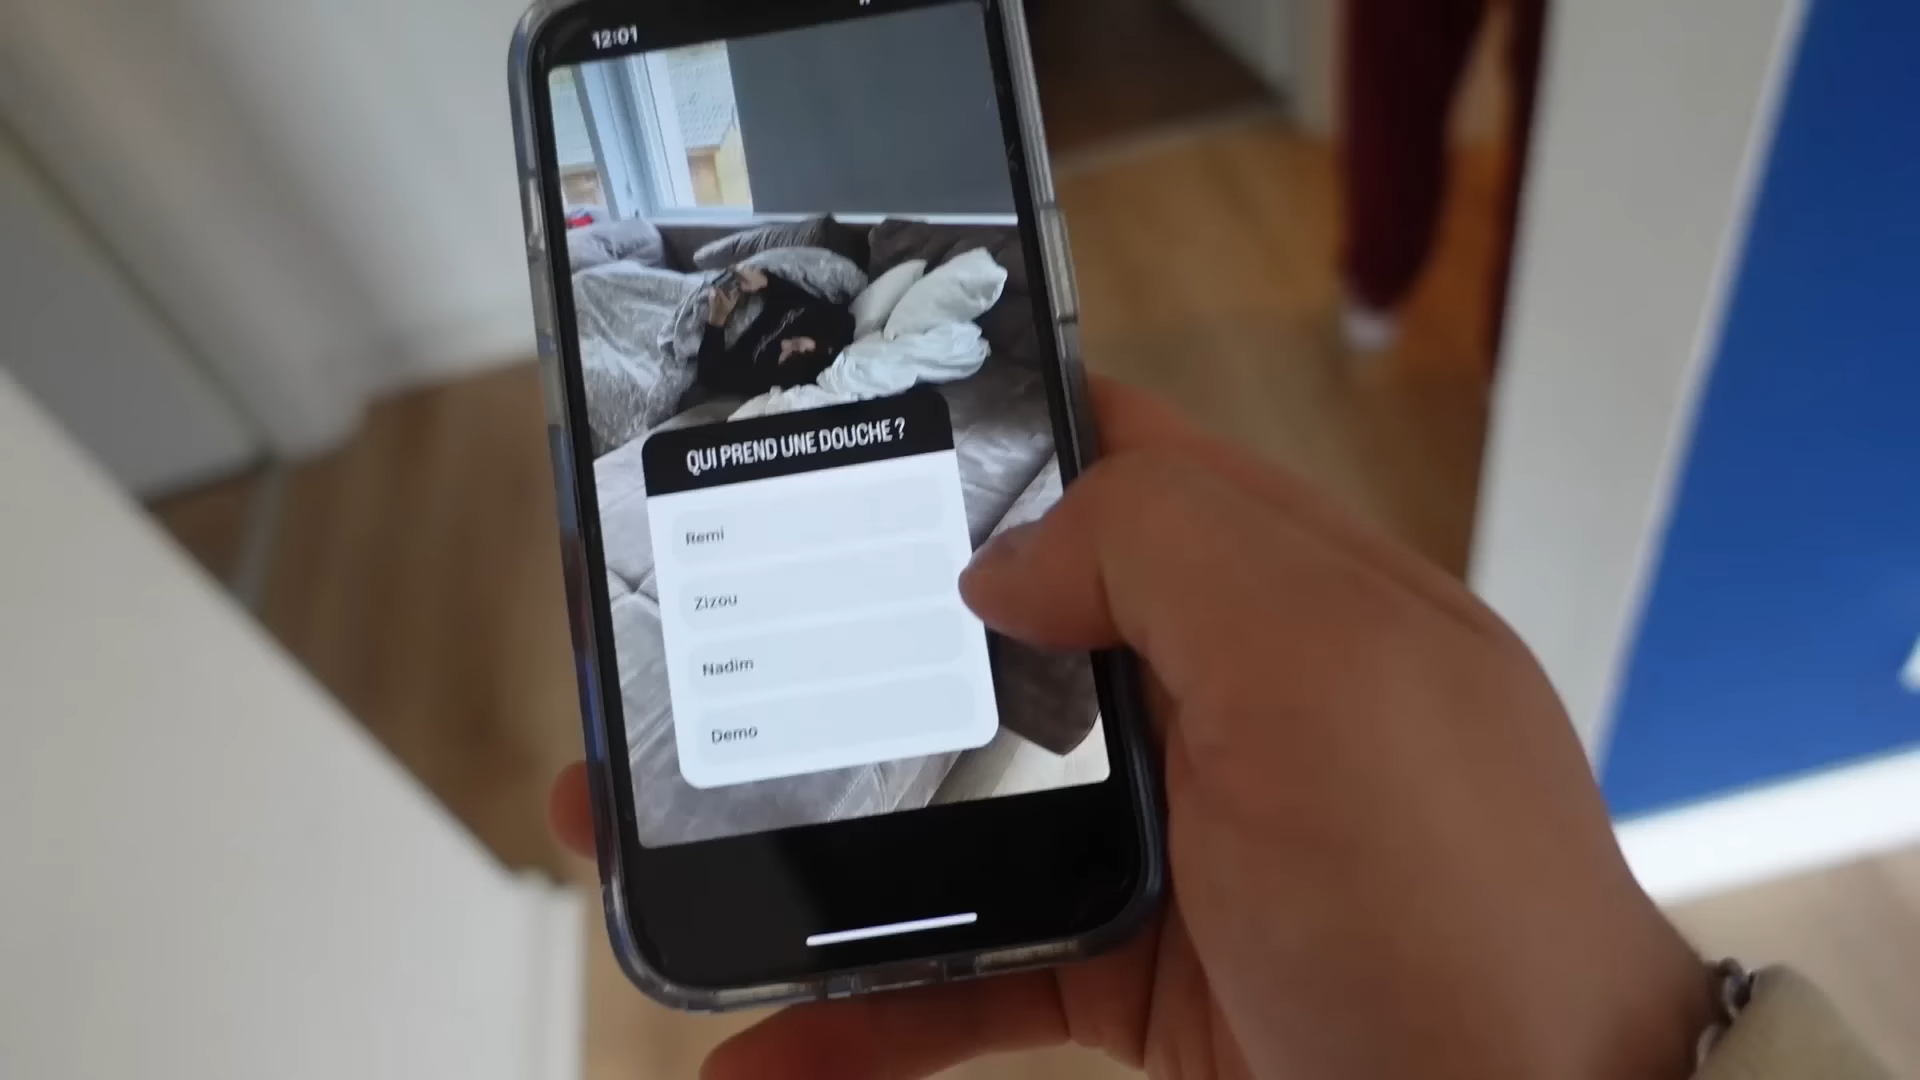 12:01
QUI PREND UNE DOUCHE ?
Remi
Zizou
Nadim
Demo